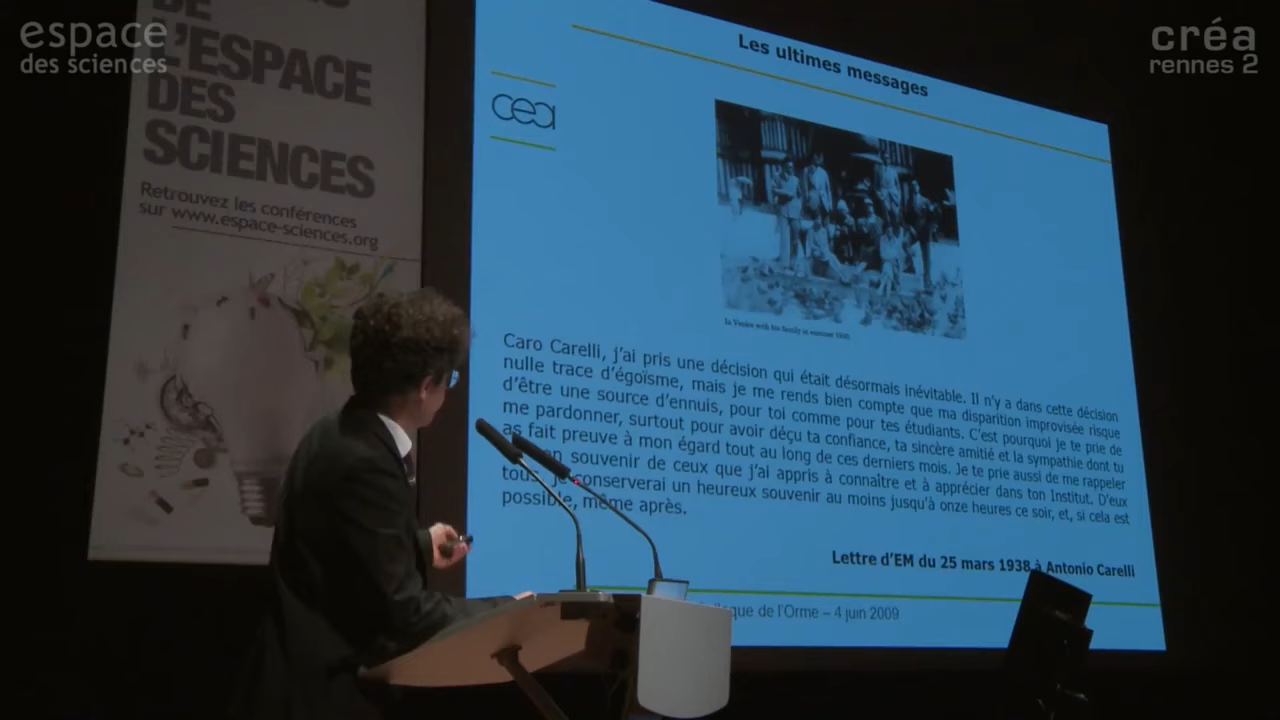 espace
des sciences
créa
rennes 2
DE
L'ESPACE
DES
SCIENCES
Retrouvez les conférences
sur www.espace-sciences.org
Les ultimes messages
cea
In Venice with his family in summer
Caro Carelli, j'ai pris une décision qui était désormais inévitable. Il n'y a dans cette décision
nulle trace d'égoïsme, mais je me rends bien compte que ma disparition improvisée risque
d'être une source d'ennuis, pour toi comme pour tes étudiants. C'est pourquoi je te prie de
me pardonner, surtout pour avoir déçu ta confiance, ta sincère amitié et la sympathie dont tu
as fait preuve à mon égard tout au long de ces derniers mois. Je te prie aussi de me rappeler
souvenir de ceux que j'ai appris à connaître et à apprécier dans ton Institut. D'eux
tous, je conserverai un heureux souvenir au moins jusqu'à onze heures ce soir, et, si cela est
possible, même après.
Lettre d'EM du 25 mars 1938 à Antonio Carelli
de l'Orme – 4 juin 2009